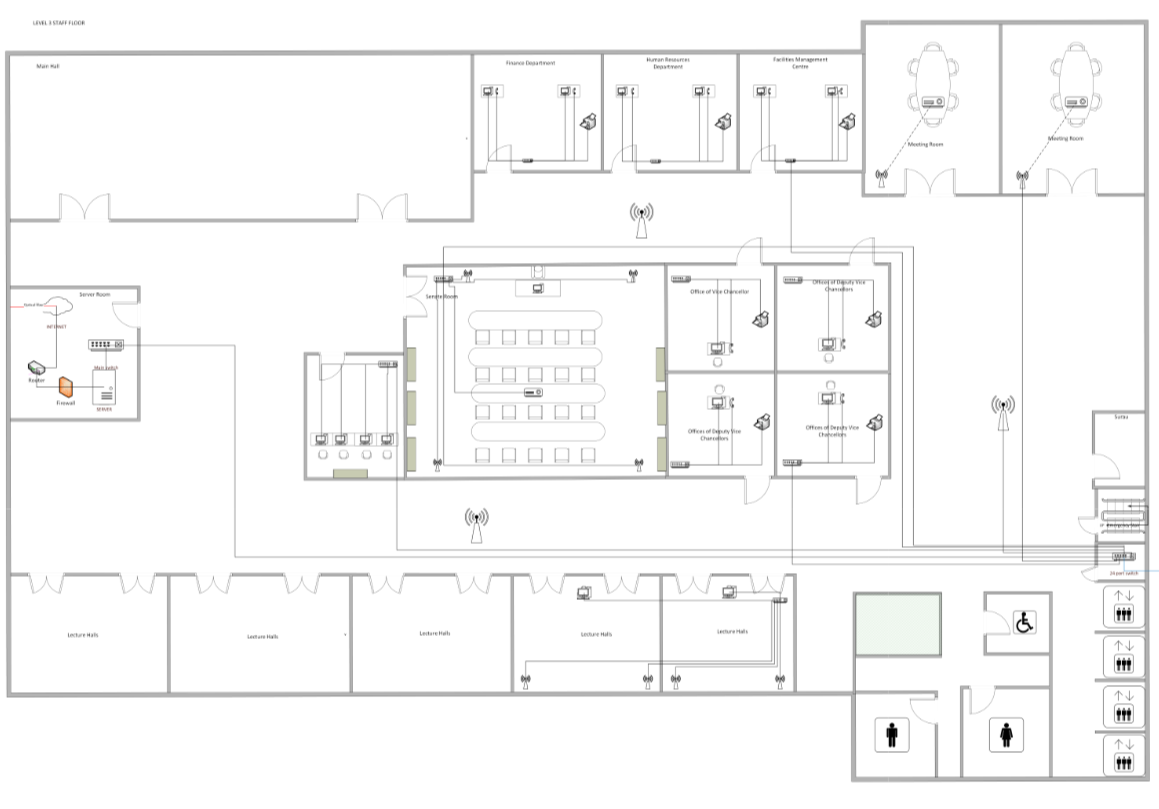 LEVEL 3 STAFF FLOOR
Main Hall
Finance Department
Human Resources
Department
Facilities Management
Centre
Meeting Room
Meeting Room
Server Room
INTERNET
Main Switch
Router
Firewall
SERVER
Senate Room
Office of Vice Chancellor
Offices of Deputy Vice
Chancellors
Offices of Deputy Vice
Chancellors
Offices of Deputy Vice
Chancellors
Surau
24 port switch
Lecture Halls
Lecture Halls
Lecture Halls
Lecture Halls
Lecture Halls